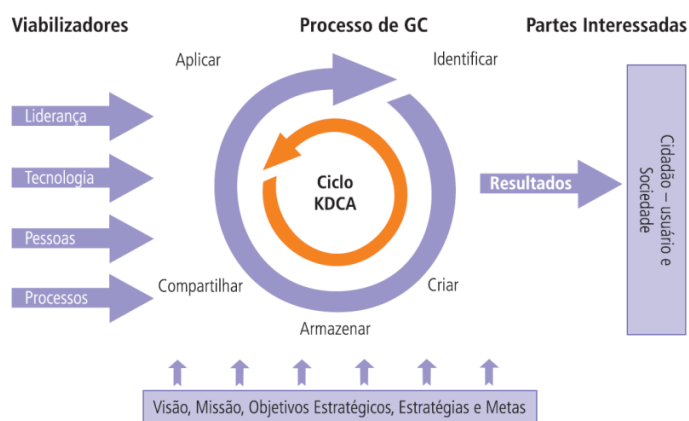 Viabilizadores
Processo de GC
Partes Interessadas
Aplicar
Identificar
Liderança
Tecnologia
Pessoas
Processos
Ciclo
KDCA
Compartilhar
Criar
Armazenar
Resultados
Cidadão – usuário e
Sociedade
Visão, Missão, Objetivos Estratégicos, Estratégias e Metas